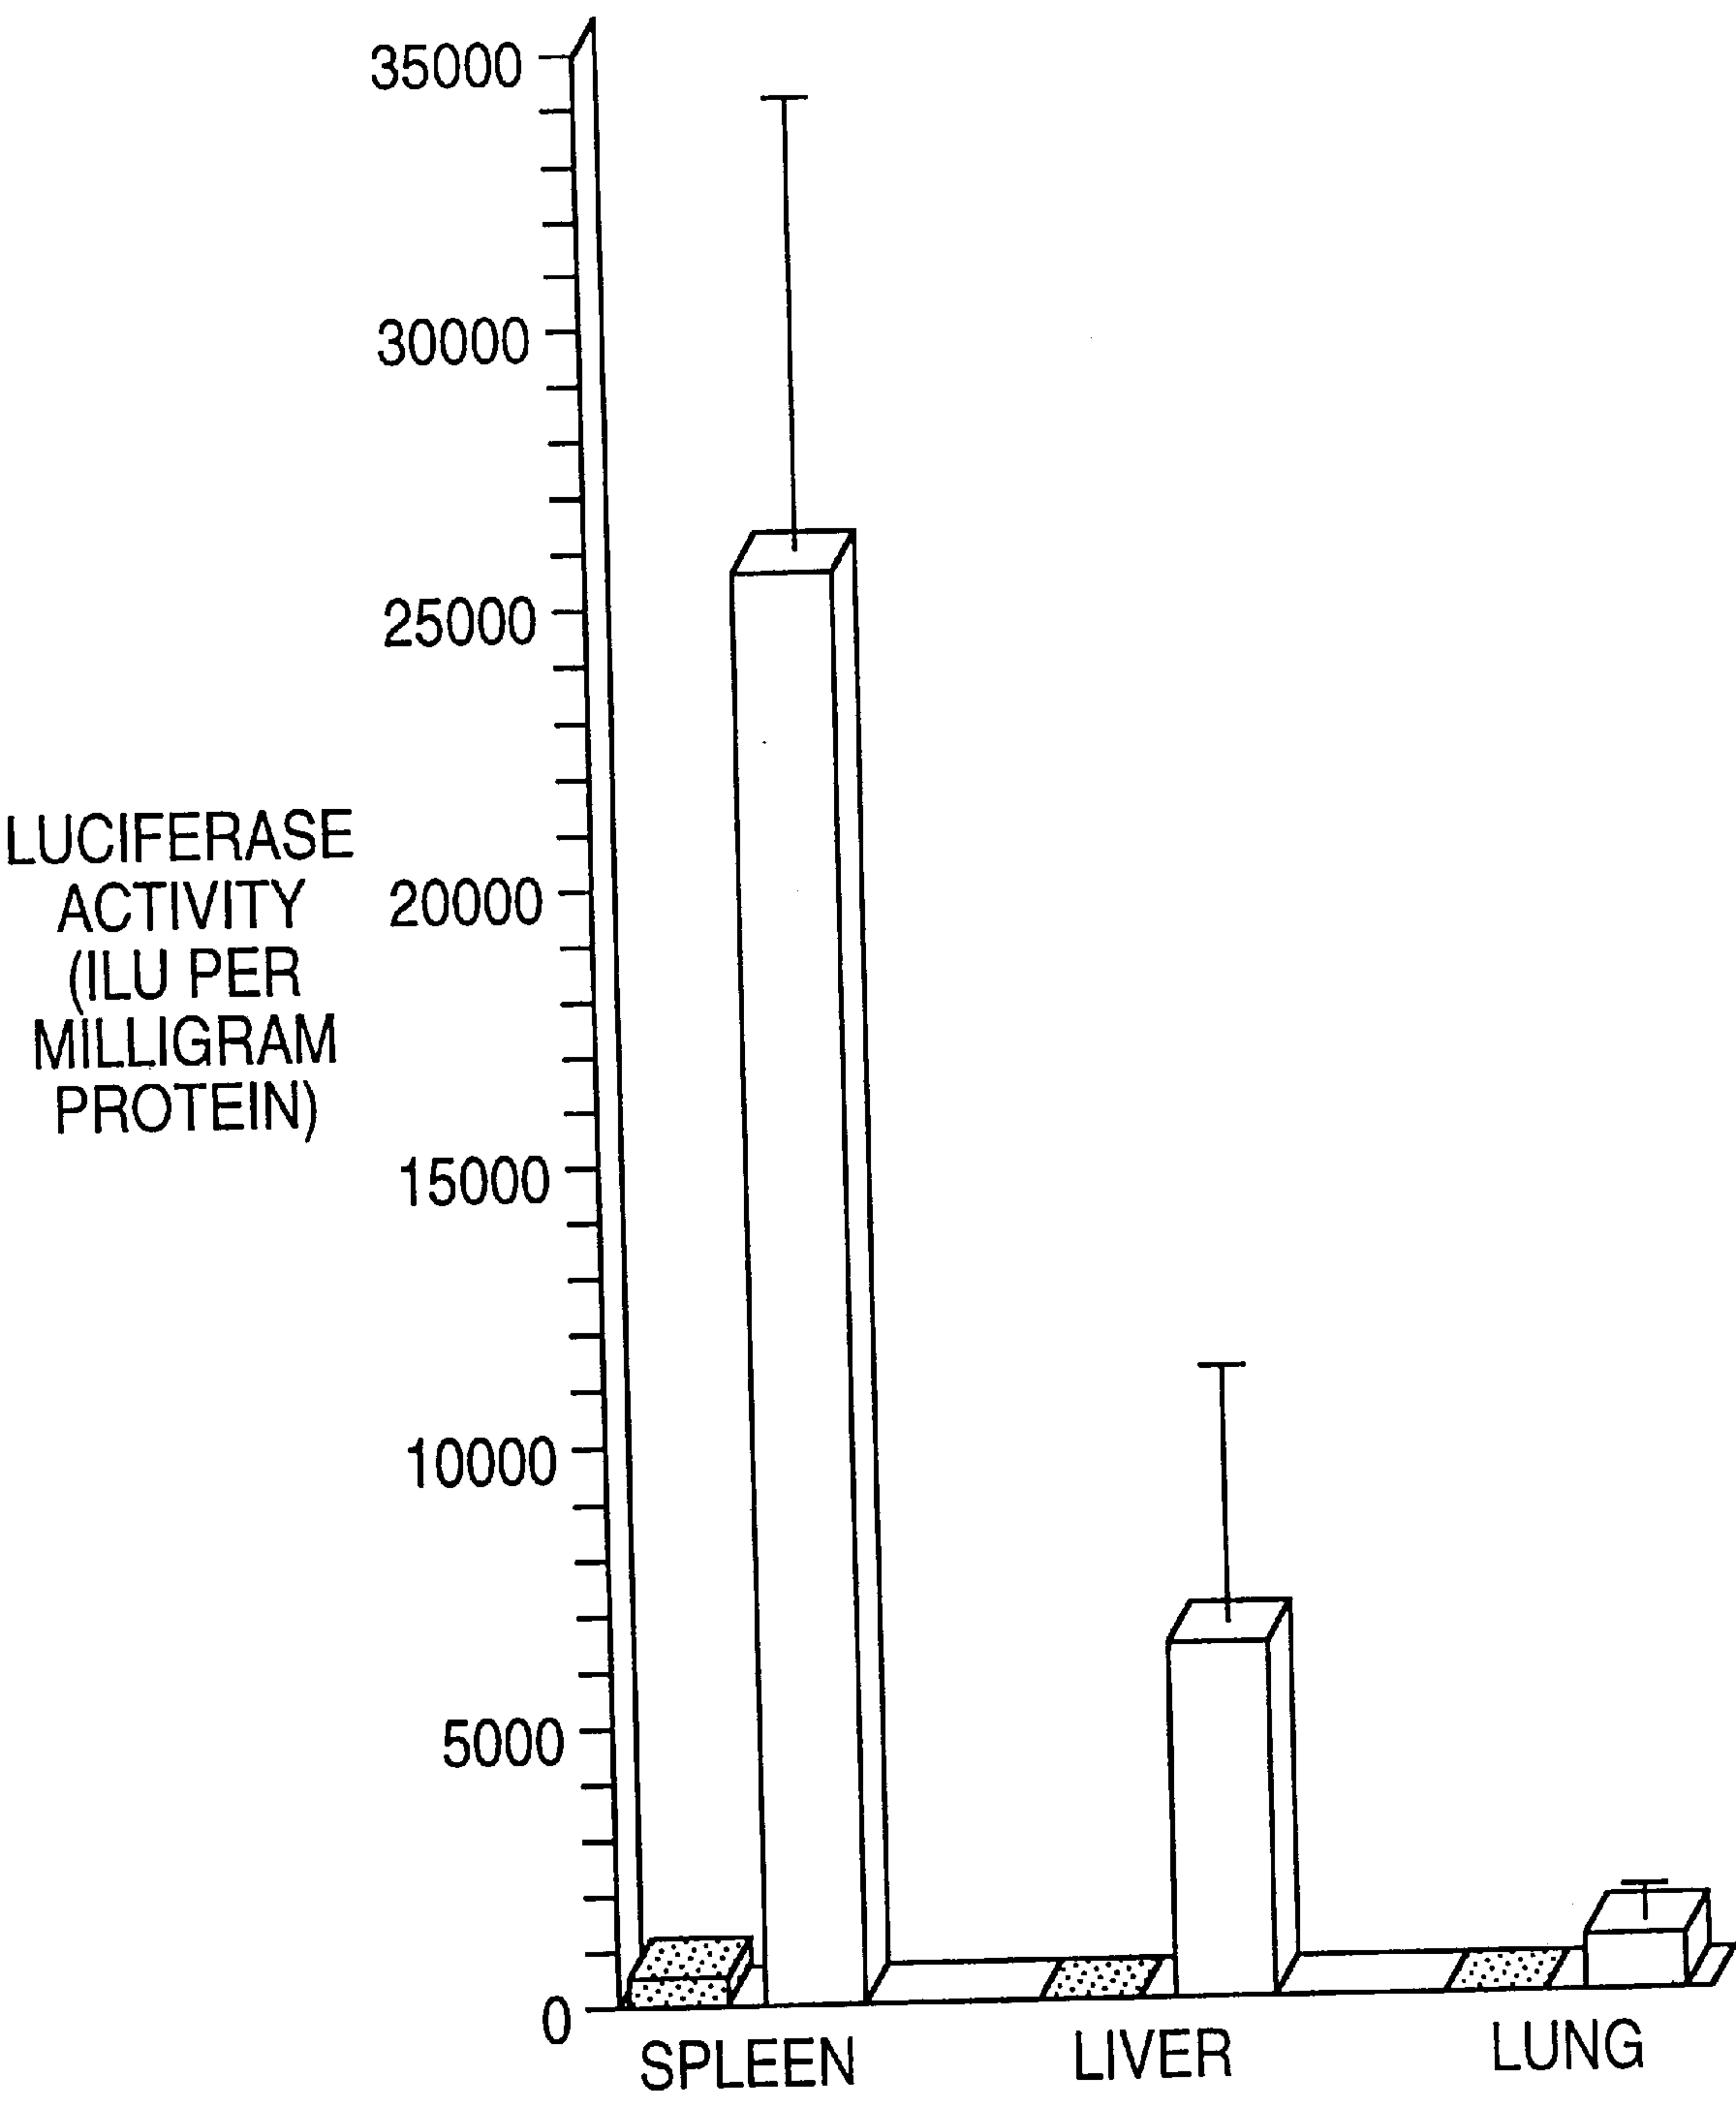 35000
30000
25000
20000
15000
10000
5000
0
LUCIFERASE
ACTIVITY
(ILU PER
MILLIGRAM
PROTEIN)
SPLEEN
LIVER
LUNG